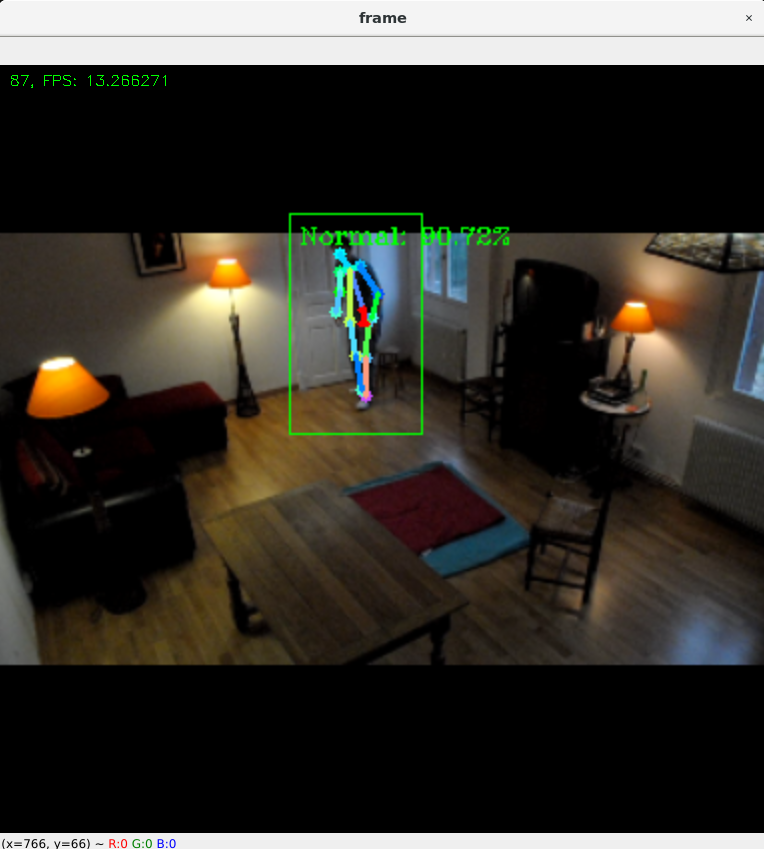 frame
×
87, FPS: 13.266271
Normal: 90.72%
(x=766, y=66) ~ R:0 G:0 B:0